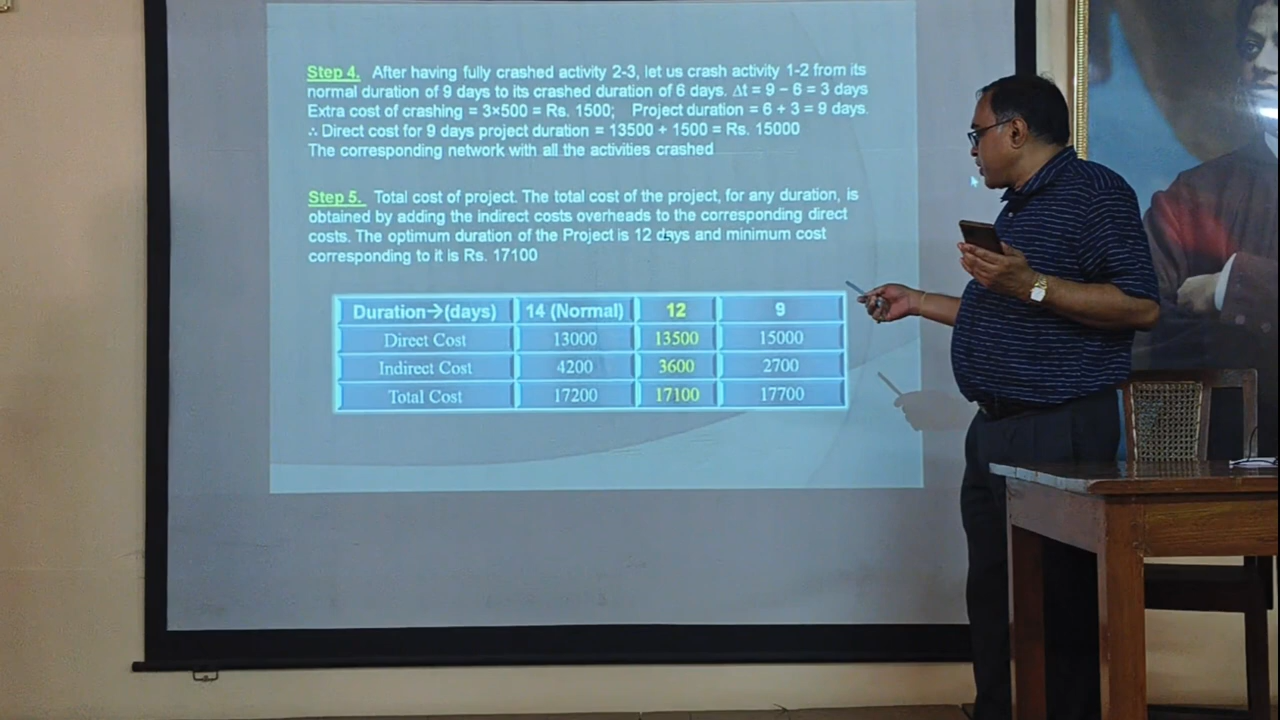 Step 4. After having fully crashed activity 2-3, let us crash activity 1-2 from its
normal duration of 9 days to its crashed duration of 6 days. Δt = 9 – 6 = 3 days
Extra cost of crashing = 3×500 = Rs. 1500; Project duration = 6 + 3 = 9 days.
∴ Direct cost for 9 days project duration = 13500 + 1500 = Rs. 15000
The corresponding network with all the activities crashed
Step 5. Total cost of project. The total cost of the project, for any duration, is
obtained by adding the indirect costs overheads to the corresponding direct
costs. The optimum duration of the Project is 12 days and minimum cost
corresponding to it is Rs. 17100
Duration→(days) 14 (Normal) 12 9
Direct Cost 13000 13500 15000
Indirect Cost 4200 3600 2700
Total Cost 17200 17100 17700